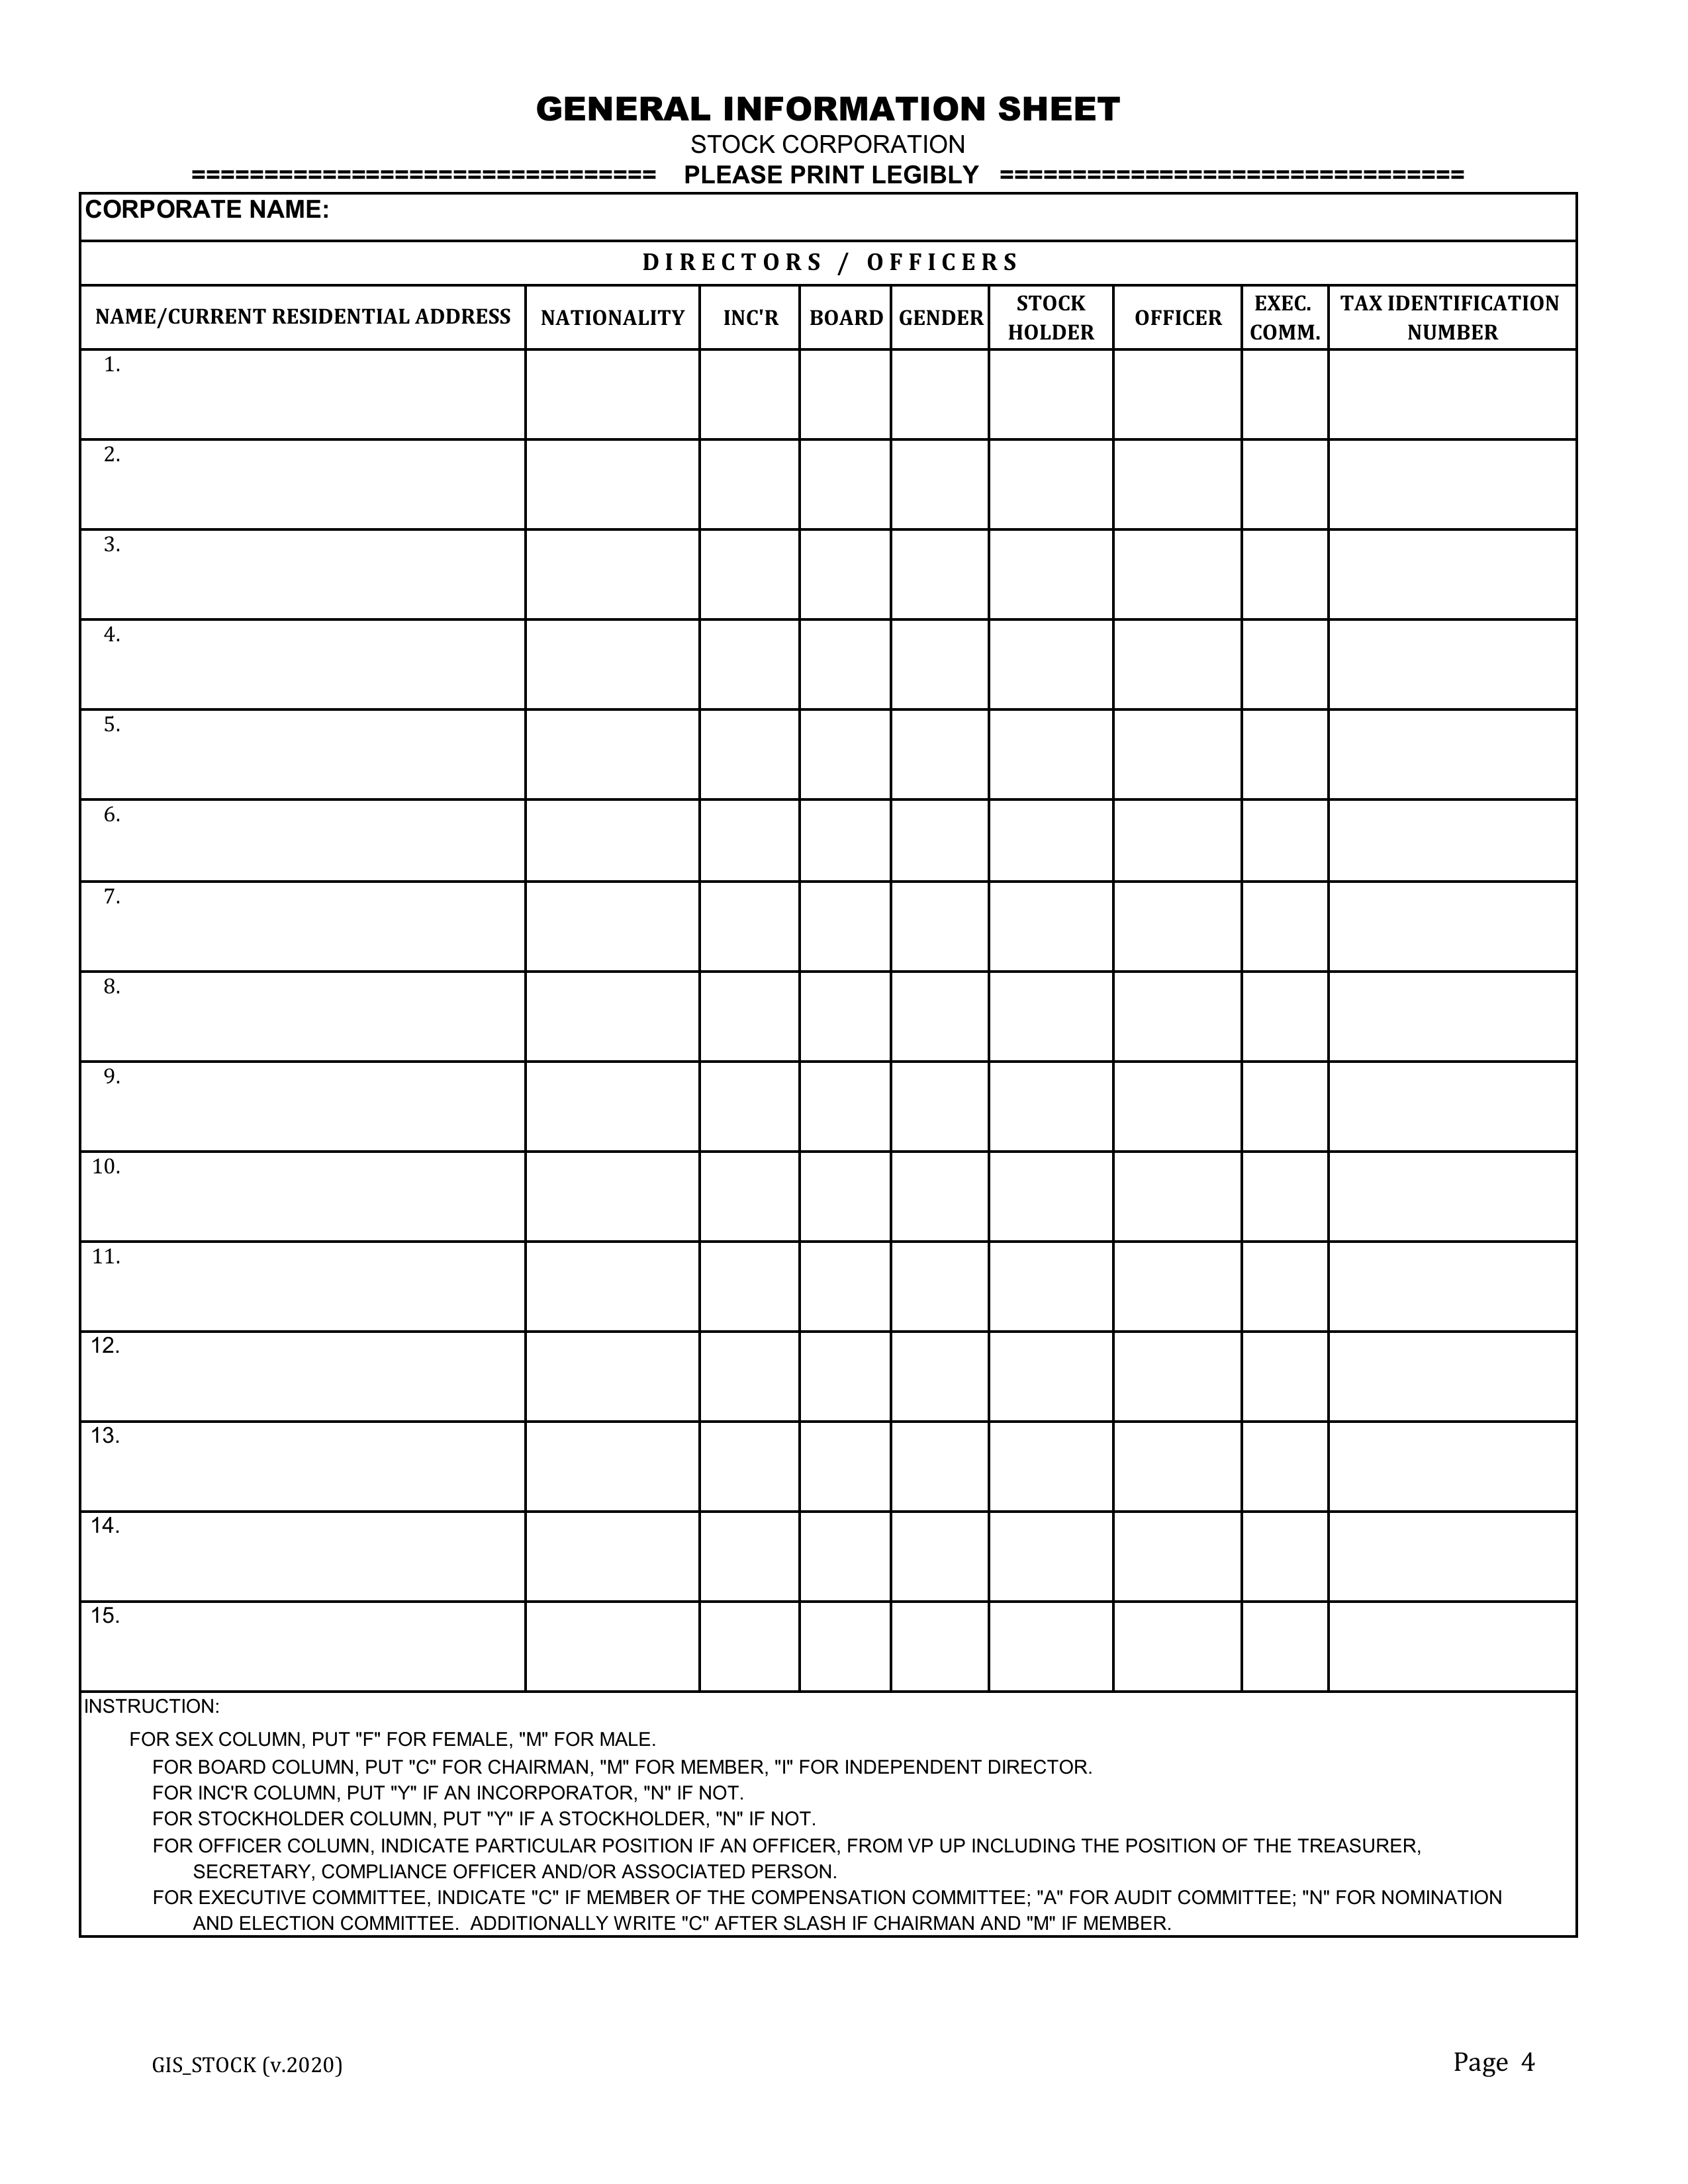 GENERAL INFORMATION SHEET
STOCK CORPORATION
================================ PLEASE PRINT LEGIBLY ================================
CORPORATE NAME:
DIRECTORS / OFFICERS
NAME/CURRENT RESIDENTIAL ADDRESS NATIONALITY INC'R BOARD GENDER STOCK HOLDER OFFICER EXEC. COMM. TAX IDENTIFICATION NUMBER
1.
2.
3.
4.
5.
6.
7.
8.
9.
10.
11.
12.
13.
14.
15.
INSTRUCTION:
FOR SEX COLUMN, PUT "F" FOR FEMALE, "M" FOR MALE.
FOR BOARD COLUMN, PUT "C" FOR CHAIRMAN, "M" FOR MEMBER, "I" FOR INDEPENDENT DIRECTOR.
FOR INC'R COLUMN, PUT "Y" IF AN INCORPORATOR, "N" IF NOT.
FOR STOCKHOLDER COLUMN, PUT "Y" IF A STOCKHOLDER, "N" IF NOT.
FOR OFFICER COLUMN, INDICATE PARTICULAR POSITION IF AN OFFICER, FROM VP UP INCLUDING THE POSITION OF THE TREASURER,
SECRETARY, COMPLIANCE OFFICER AND/OR ASSOCIATED PERSON.
FOR EXECUTIVE COMMITTEE, INDICATE "C" IF MEMBER OF THE COMPENSATION COMMITTEE; "A" FOR AUDIT COMMITTEE; "N" FOR NOMINATION
AND ELECTION COMMITTEE. ADDITIONALLY WRITE "C" AFTER SLASH IF CHAIRMAN AND "M" IF MEMBER.
GIS_STOCK (v.2020) Page 4